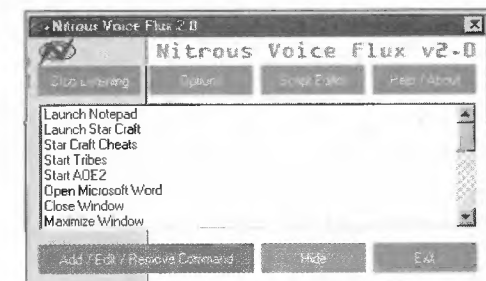 Nitrous Voice Flux 2.0
Nitrous Voice Flux v2.0
Stop Listening Options Script Editor Help / About
Launch Notepad
Launch Star Craft
Star Craft Cheats
Start Tribes
Start AOE2
Open Microsoft Word
Close Window
Maximize Window
Add / Edit / Remove Command Hide Exit